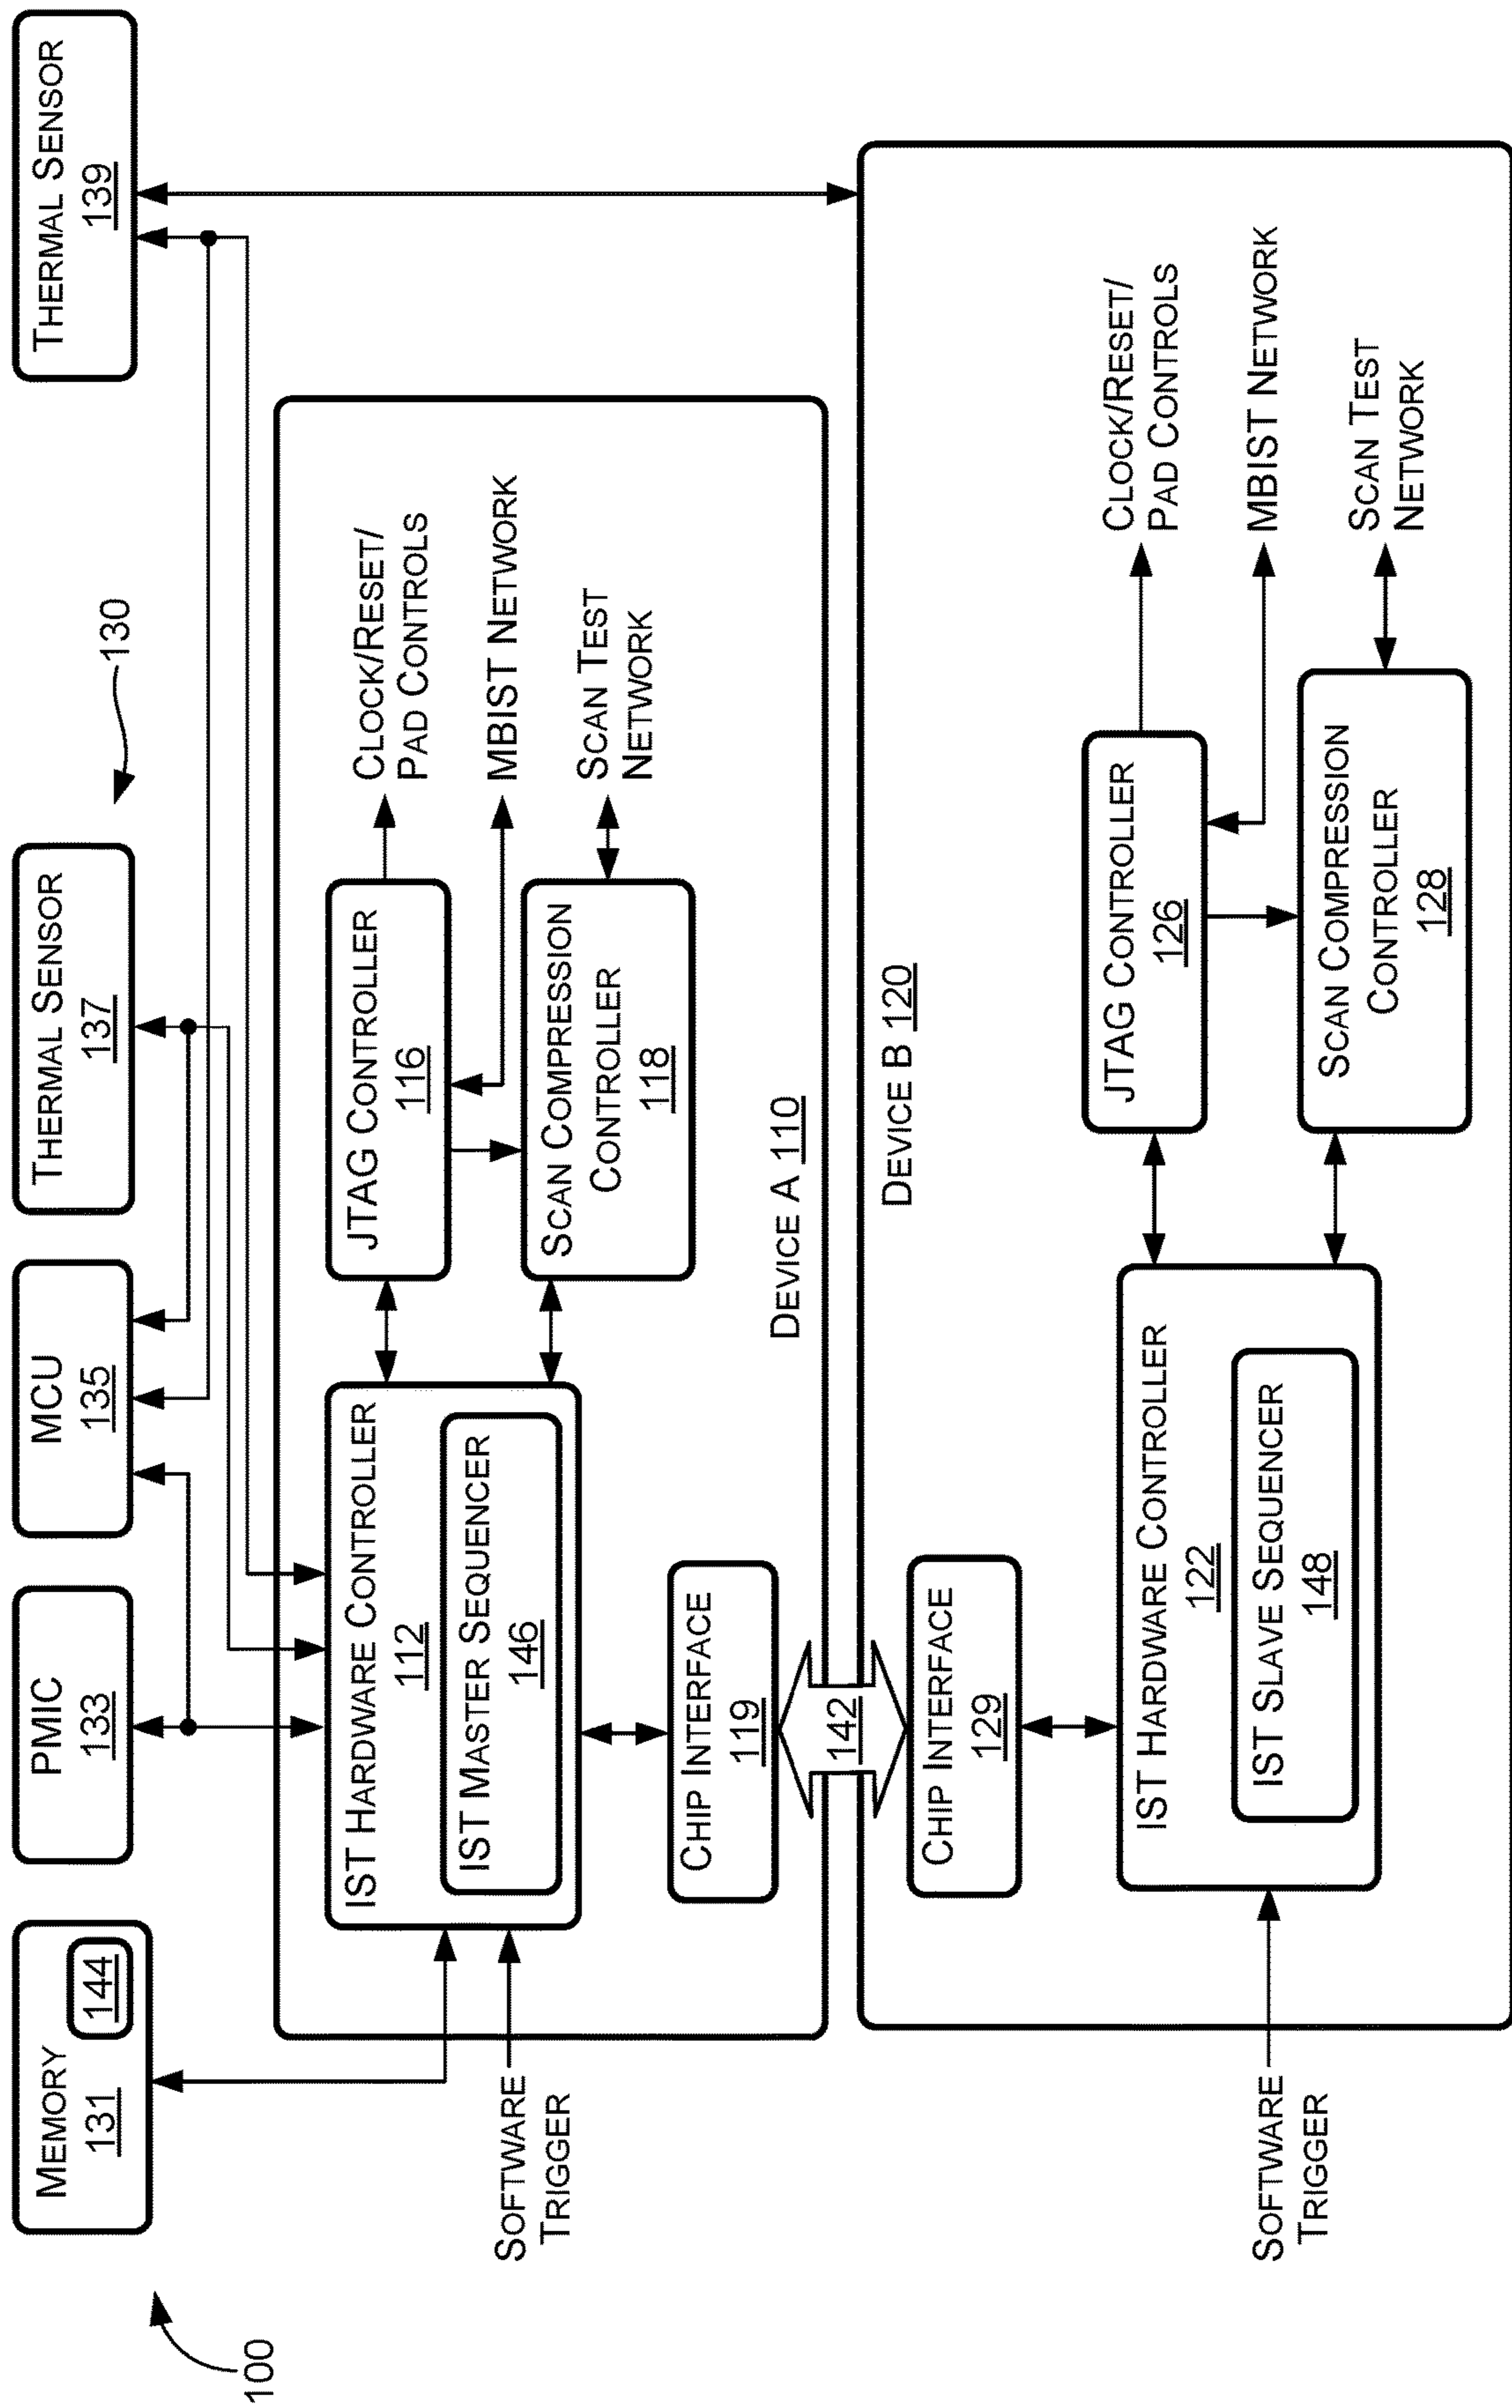 100
MEMORY
131
144
PMIC
133
MCU
135
THERMAL SENSOR
137
130
THERMAL SENSOR
139
SOFTWARE
TRIGGER
IST HARDWARE CONTROLLER
112
IST MASTER SEQUENCER
146
JTAG CONTROLLER
116
SCAN COMPRESSION
CONTROLLER
118
CLOCK/RESET/
PAD CONTROLS
MBIST NETWORK
SCAN TEST
NETWORK
CHIP INTERFACE
119
DEVICE A 110
142
DEVICE B 120
CHIP INTERFACE
129
SOFTWARE
TRIGGER
IST HARDWARE CONTROLLER
122
IST SLAVE SEQUENCER
148
JTAG CONTROLLER
126
SCAN COMPRESSION
CONTROLLER
128
CLOCK/RESET/
PAD CONTROLS
MBIST NETWORK
SCAN TEST
NETWORK